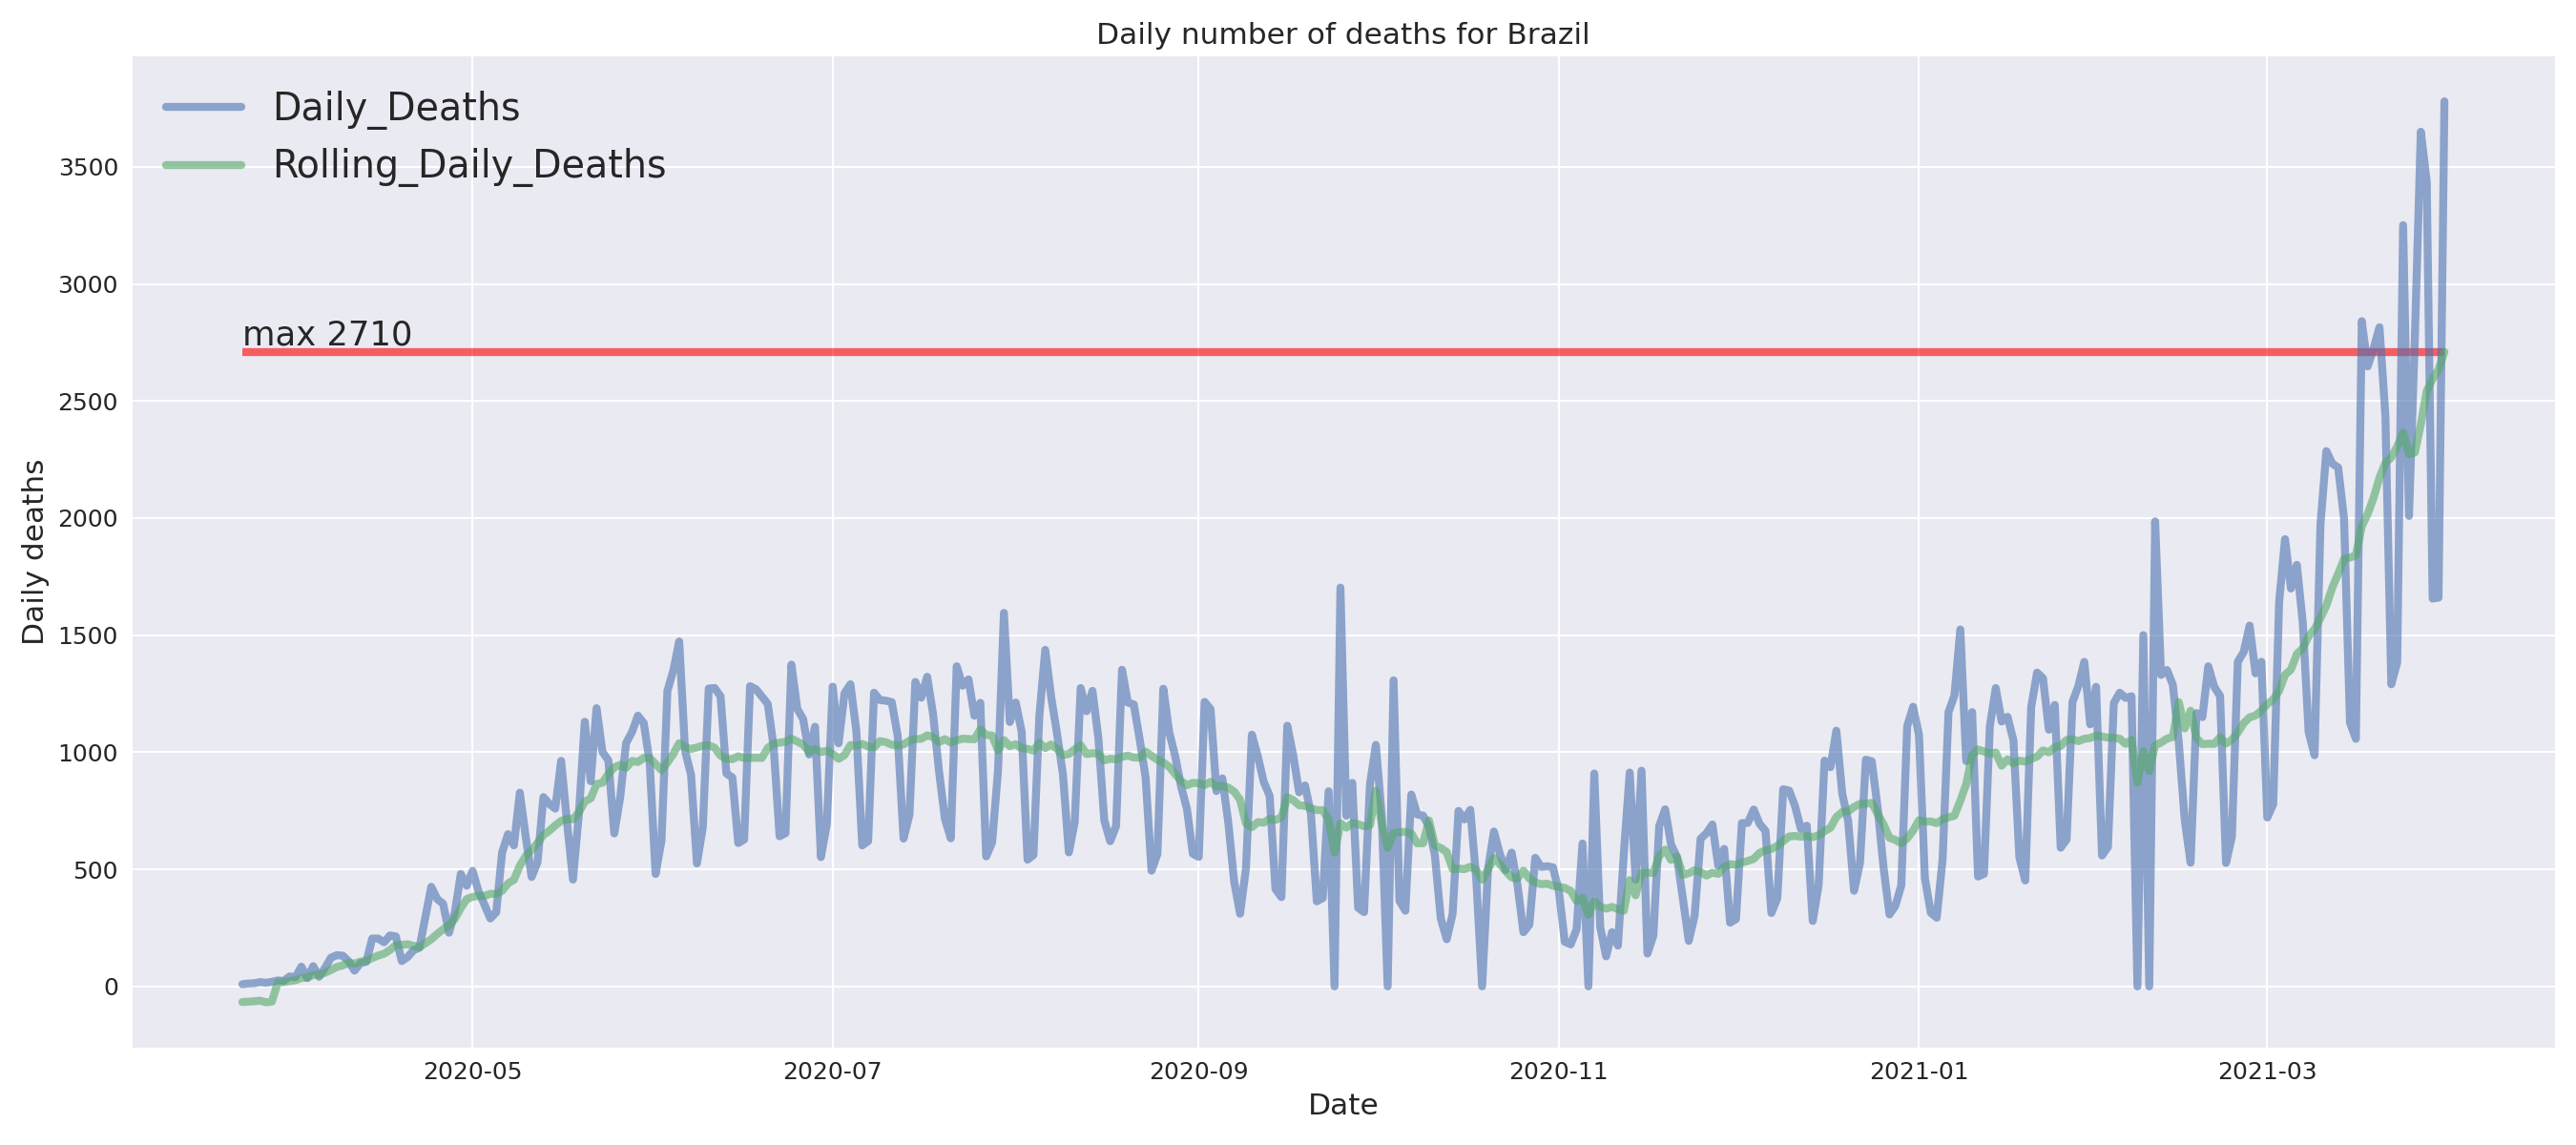 Daily number of deaths for Brazil
Daily_Deaths
Rolling_Daily_Deaths
3500
3000
max 2710
2500
2000
1500
1000
500
0
Daily deaths
2020-05 2020-07 2020-09 2020-11 2021-01 2021-03
Date